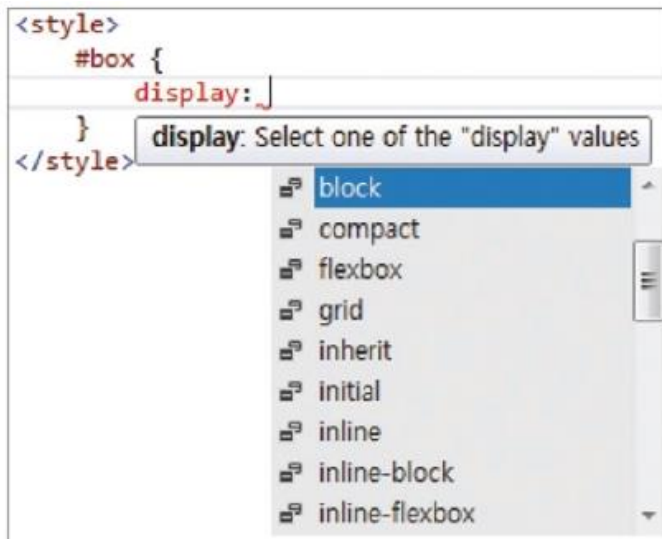 <style>
#box {
display:
}
display: Select one of the "display" values
</style>
block
compact
flexbox
grid
inherit
initial
inline
inline-block
inline-flexbox